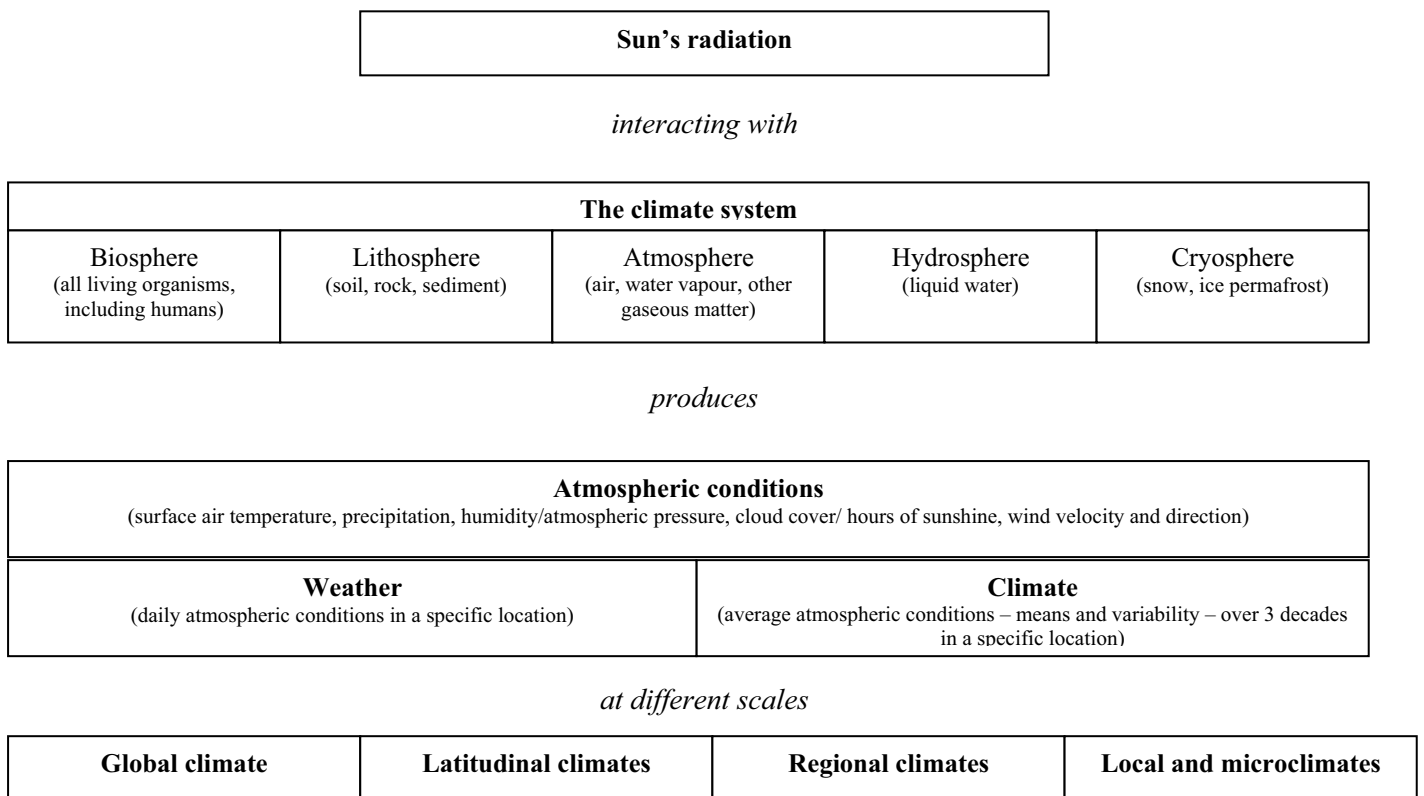 Sun’s radiation
interacting with
The climate system
Biosphere
(all living organisms,
including humans)
Lithosphere
(soil, rock, sediment)
Atmosphere
(air, water vapour, other
gaseous matter)
Hydrosphere
(liquid water)
Cryosphere
(snow, ice permafrost)
produces
Atmospheric conditions
(surface air temperature, precipitation, humidity/atmospheric pressure, cloud cover/ hours of sunshine, wind velocity and direction)
Weather
(daily atmospheric conditions in a specific location)
Climate
(average atmospheric conditions – means and variability – over 3 decades
in a specific location)
at different scales
Global climate
Latitudinal climates
Regional climates
Local and microclimates